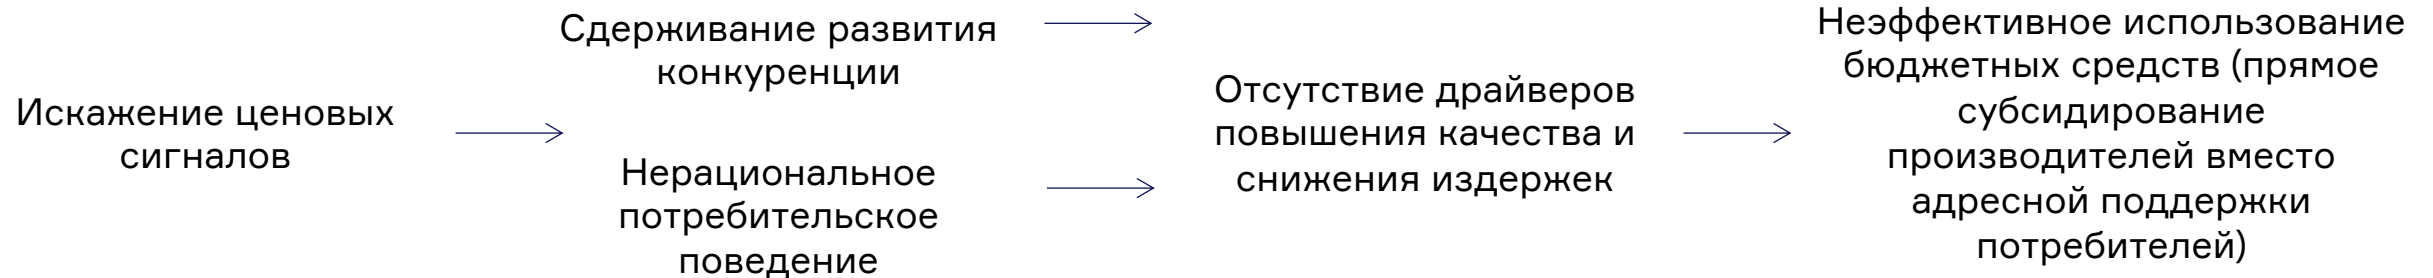 Искажение ценовых
сигналов
Сдерживание развития
конкуренции
Нерациональное
потребительское
поведение
Отсутствие драйверов
повышения качества и
снижения издержек
Неэффективное использование
бюджетных средств (прямое
субсидирование
производителей вместо
адресной поддержки
потребителей)